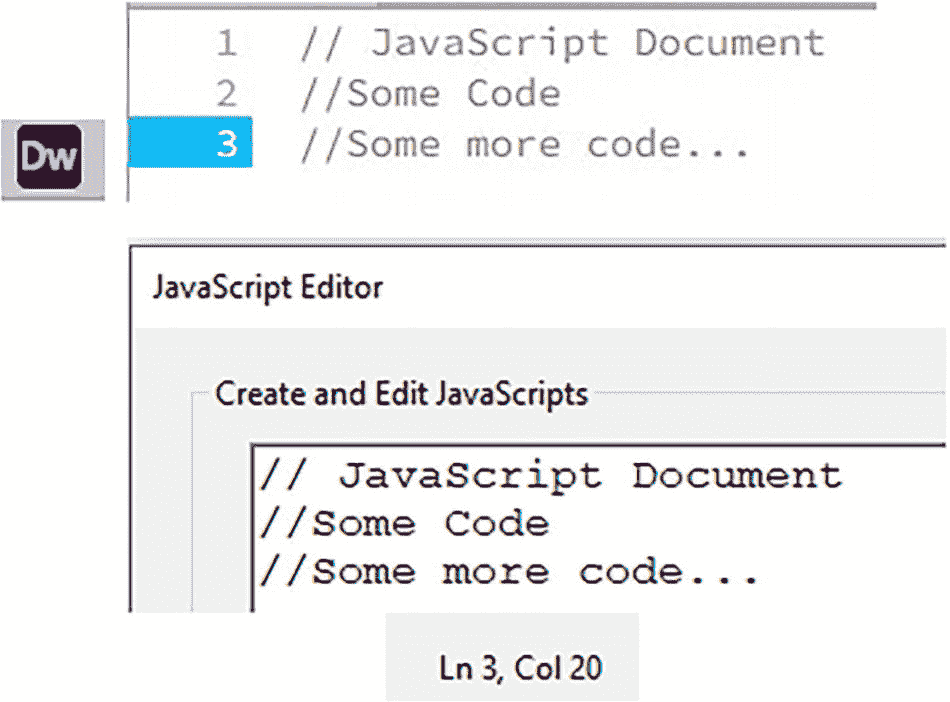 1 // JavaScript Document
2 //Some Code
Dw
3 //Some more code...
JavaScript Editor
Create and Edit JavaScripts
// JavaScript Document
//Some Code
//Some more code...
Ln 3, Col 20